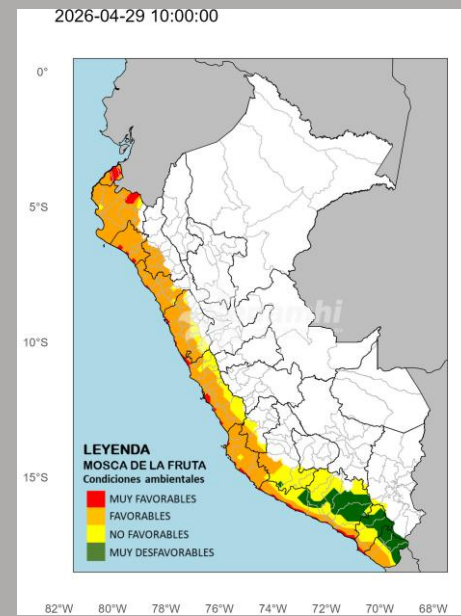 2026-04-29 10:00:00
0°
5°S
10°S
15°S
LEYENDA
MOSCA DE LA FRUTA
Condiciones ambientales
MUY FAVORABLES
FAVORABLES
NO FAVORABLES
MUY DESFAVORABLES
82°W 80°W 78°W 76°W 74°W 72°W 70°W 68°W